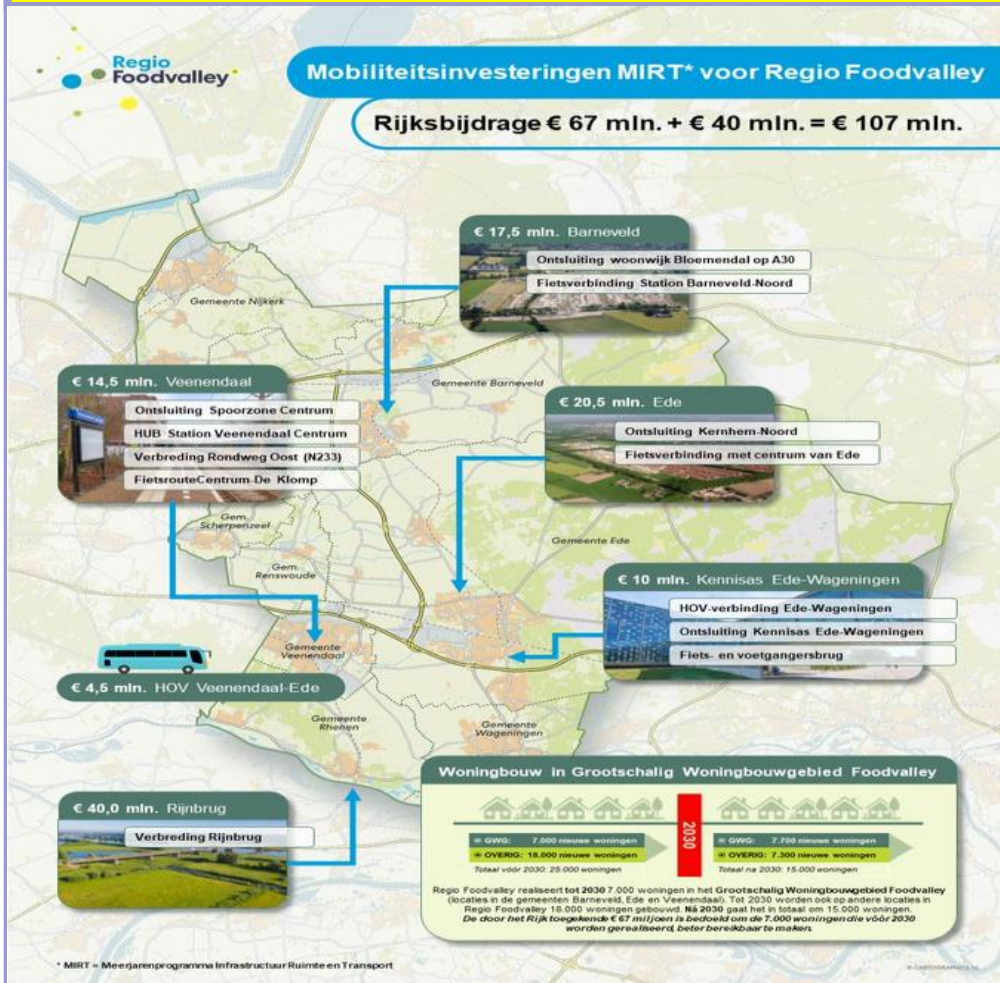 Regio
Foodvalley
Mobiliteitsinvesteringen MIRT* voor Regio Foodvalley
Rijksbijdrage € 67 mln. + € 40 mln. = € 107 mln.
€ 17,5 mln. Barneveld
Ontsluiting woonwijk Bloemendal op A30
Fietsverbinding Station Barneveld-Noord
Gemeente Nijkerk
Gemeente Barneveld
€ 14,5 mln. Veenendaal
Ontsluiting Spoorzone Centrum
HUB Station Veenendaal Centrum
Verbreding Rondweg Oost (N233)
FietsrouteCentrum-De Klomp
€ 20,5 mln. Ede
Ontsluiting Kernhem-Noord
Fietsverbinding met centrum van Ede
Gem.
Scherpenzeel
Gem.
Renswoude
Gemeente Ede
€ 10 mln. Kennisas Ede-Wageningen
HOV-verbinding Ede-Wageningen
Ontsluiting Kennisas Ede-Wageningen
Fiets- en voetgangersbrug
Gemeente
Veenendaal
€ 4,5 mln. HOV Veenendaal-Ede
Gemeente
Rhenen
Gemeente
Wageningen
€ 40,0 mln. Rijnbrug
Verbreding Rijnbrug
Woningbouw in Grootschalig Woningbouwgebied Foodvalley
GWG: 7.000 nieuwe woningen
OVERIG: 18.000 nieuwe woningen
Totaal vóór 2030: 25.000 woningen
2030
GWG: 7.700 nieuwe woningen
OVERIG: 7.300 nieuwe woningen
Totaal na 2030: 15.000 woningen
Regio Foodvalley realiseert tot 2030 7.000 woningen in het Grootschalig Woningbouwgebied Foodvalley
(locaties in de gemeenten Barneveld, Ede en Veenendaal). Tot 2030 worden ook op andere locaties in
Regio Foodvalley 18.000 woningen gebouwd. Ná 2030 gaat het in totaal om 15.000 woningen.
De door het Rijk toegekende € 67 miljoen is bedoeld om de 7.000 woningen die vóór 2030
worden gerealiseerd, beter bereikbaar te maken.
* MIRT = Meerjarenprogramma Infrastructuur Ruimte en Transport